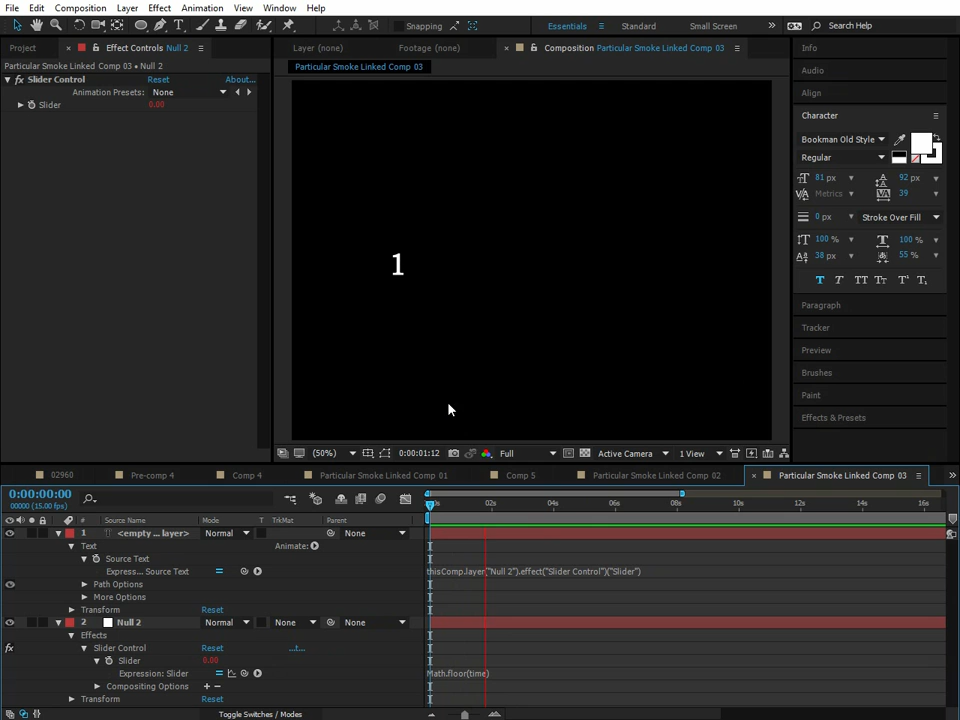 File Edit Composition Layer Effect Animation View Window Help
Snapping Essentials Standard Small Screen » Search Help
Project × Effect Controls Null 2 ≡ Layer (none) Footage (none) × Composition Particular Smoke Linked Comp 03 ≡ Info
Particular Smoke Linked Comp 03 • Null 2 Particular Smoke Linked Comp 03 Audio
fx Slider Control Reset About... Align
Animation Presets: None
Slider 0.00
Character
Bookman Old Style
Regular
81 px 92 px
Metrics 39
0 px Stroke Over Fill
100 % 100 %
38 px 55 %
T T TT Tт T¹ T₁
1
Paragraph
Tracker
Preview
Brushes
Paint
Effects & Presets
(50%) 0:00:01:12 Full Active Camera 1 View
02960 Pre-comp 4 Comp 4 Particular Smoke Linked Comp 01 Comp 5 Particular Smoke Linked Comp 02 × Particular Smoke Linked Comp 03 ≡ »
0:00:00:00
00000 (15.00 fps)
02s 04s 06s 08s 10s 12s 14s 16s
# Source Name Mode T TrkMat Parent
1 T <empty ... layer> Normal None
Text Animate:
Source Text
Express... Source Text = thisComp.layer("Null 2").effect("Slider Control")("Slider")
Path Options
More Options
Transform Reset
2 Null 2 Normal None None
Effects
fx Slider Control Reset ...t...
Slider 0.00
Expression: Slider = Math.floor(time)
Compositing Options + −
Transform Reset
Toggle Switches / Modes